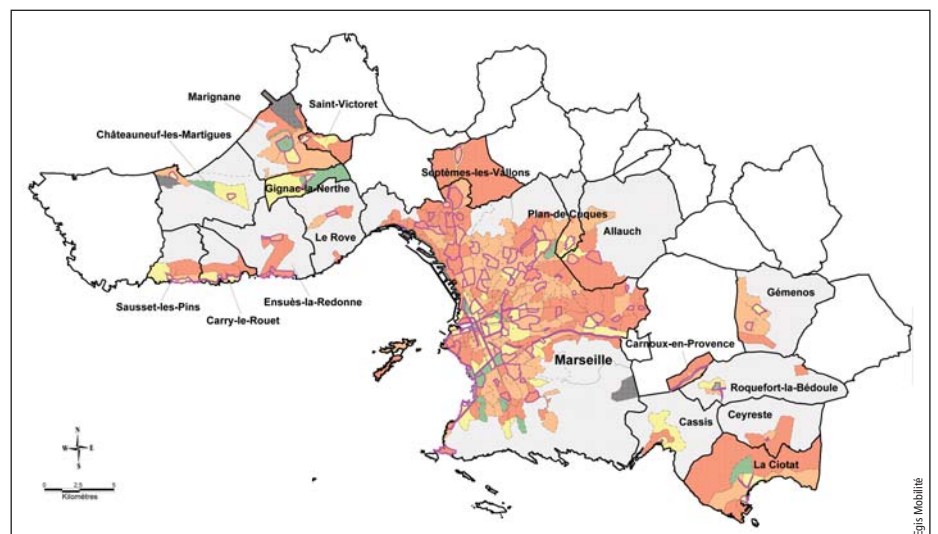 Marignane
Saint-Victoret
Châteauneuf-les-Martigues
Septèmes-les-Vallons
Gignac-la-Nerthe
Plan-de-Cuques
Allauch
Le Rove
Gémenos
Sausset-les-Pins
Ensuès-la-Redonne
Carry-le-Rouet
Carnoux-en-Provence
Marseille
Roquefort-la-Bédoule
Cassis
Ceyreste
La Ciotat
N
W E
S
0 2,5 5
Kilomètres
Egis Mobilité